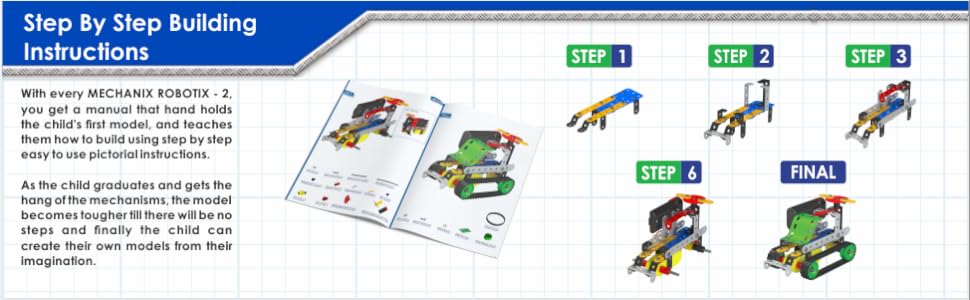 Step By Step Building
Instructions
With every MECHANIX ROBOTIX - 2,
you get a manual that hand holds
the child's first model, and teaches
them how to build using step by step
easy to use pictorial instructions.
As the child graduates and gets the
hang of the mechanisms, the model
becomes tougher till there will be no
steps and finally the child can
create their own models from their
imagination.
STEP 1
STEP 2
STEP 3
STEP 6
FINAL